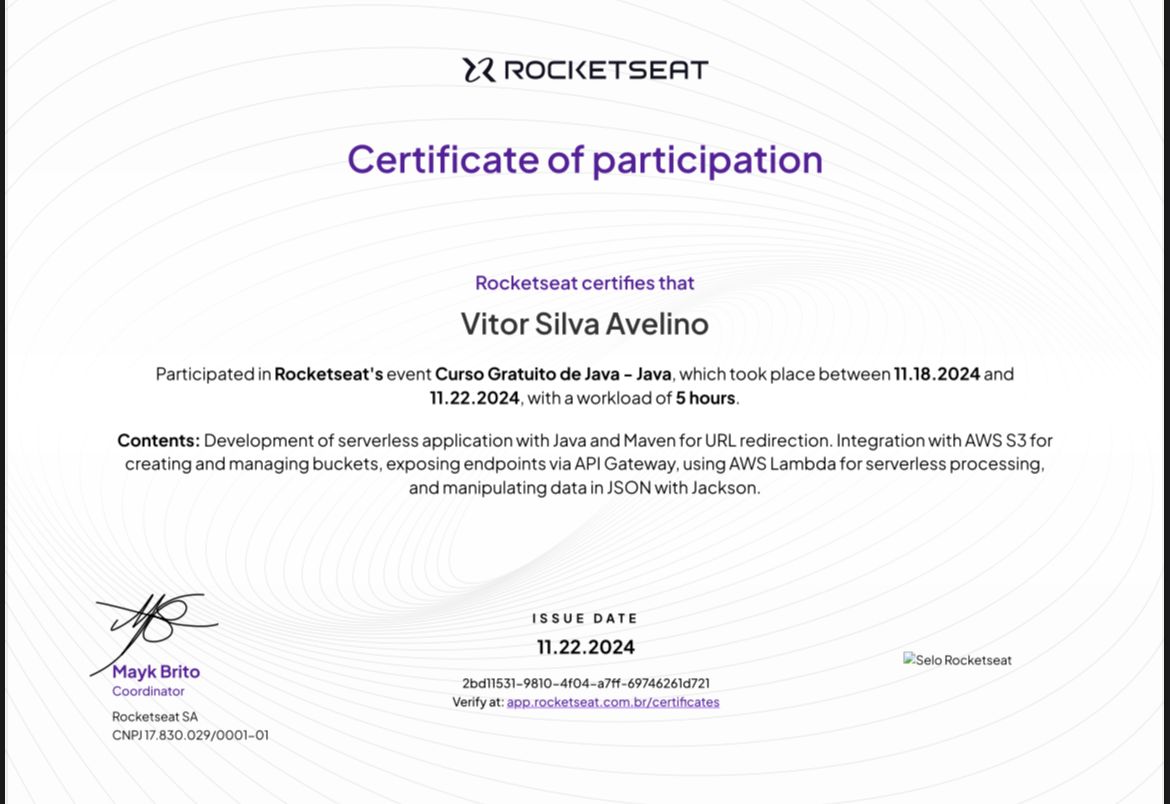 ROCKETSEAT
Certificate of participation
Rocketseat certifies that
Vitor Silva Avelino
Participated in Rocketseat's event Curso Gratuito de Java - Java, which took place between 11.18.2024 and
11.22.2024, with a workload of 5 hours.
Contents: Development of serverless application with Java and Maven for URL redirection. Integration with AWS S3 for
creating and managing buckets, exposing endpoints via API Gateway, using AWS Lambda for serverless processing,
and manipulating data in JSON with Jackson.
Mayk Brito
Coordinator
Rocketseat SA
CNPJ 17.830.029/0001-01
ISSUE DATE
11.22.2024
2bd11531-9810-4f04-a7ff-69746261d721
Verify at: app.rocketseat.com.br/certificates
Selo Rocketseat